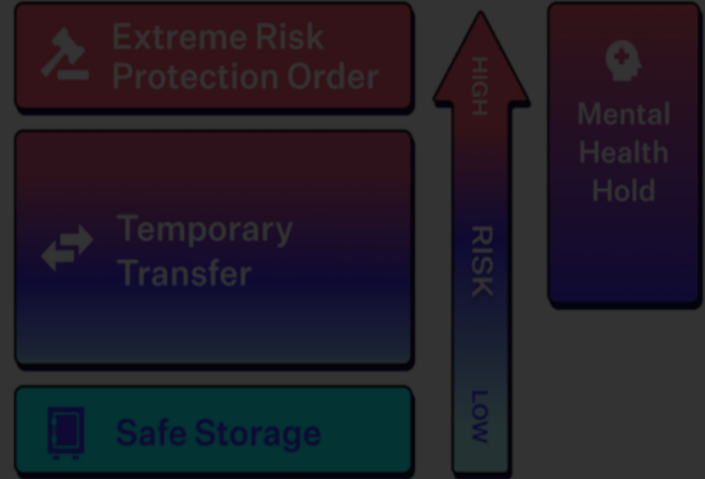 Extreme Risk
Protection Order
Temporary
Transfer
Safe Storage
HIGH
RISK
LOW
Mental
Health
Hold